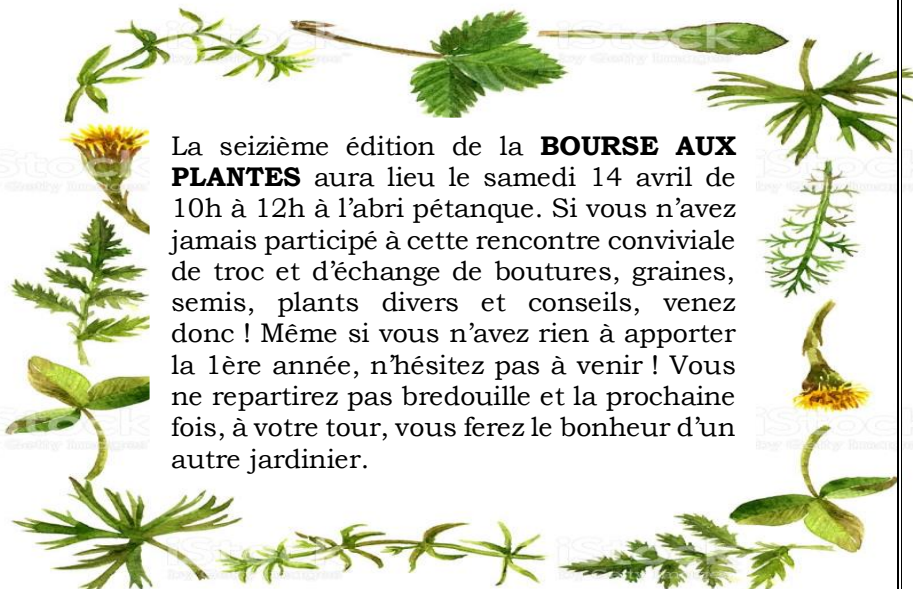 La seizième édition de la BOURSE AUX
PLANTES aura lieu le samedi 14 avril de
10h à 12h à l’abri pétanque. Si vous n’avez
jamais participé à cette rencontre conviviale
de troc et d’échange de boutures, graines,
semis, plants divers et conseils, venez
donc ! Même si vous n’avez rien à apporter
la 1ère année, n’hésitez pas à venir ! Vous
ne repartirez pas bredouille et la prochaine
fois, à votre tour, vous ferez le bonheur d’un
autre jardinier.